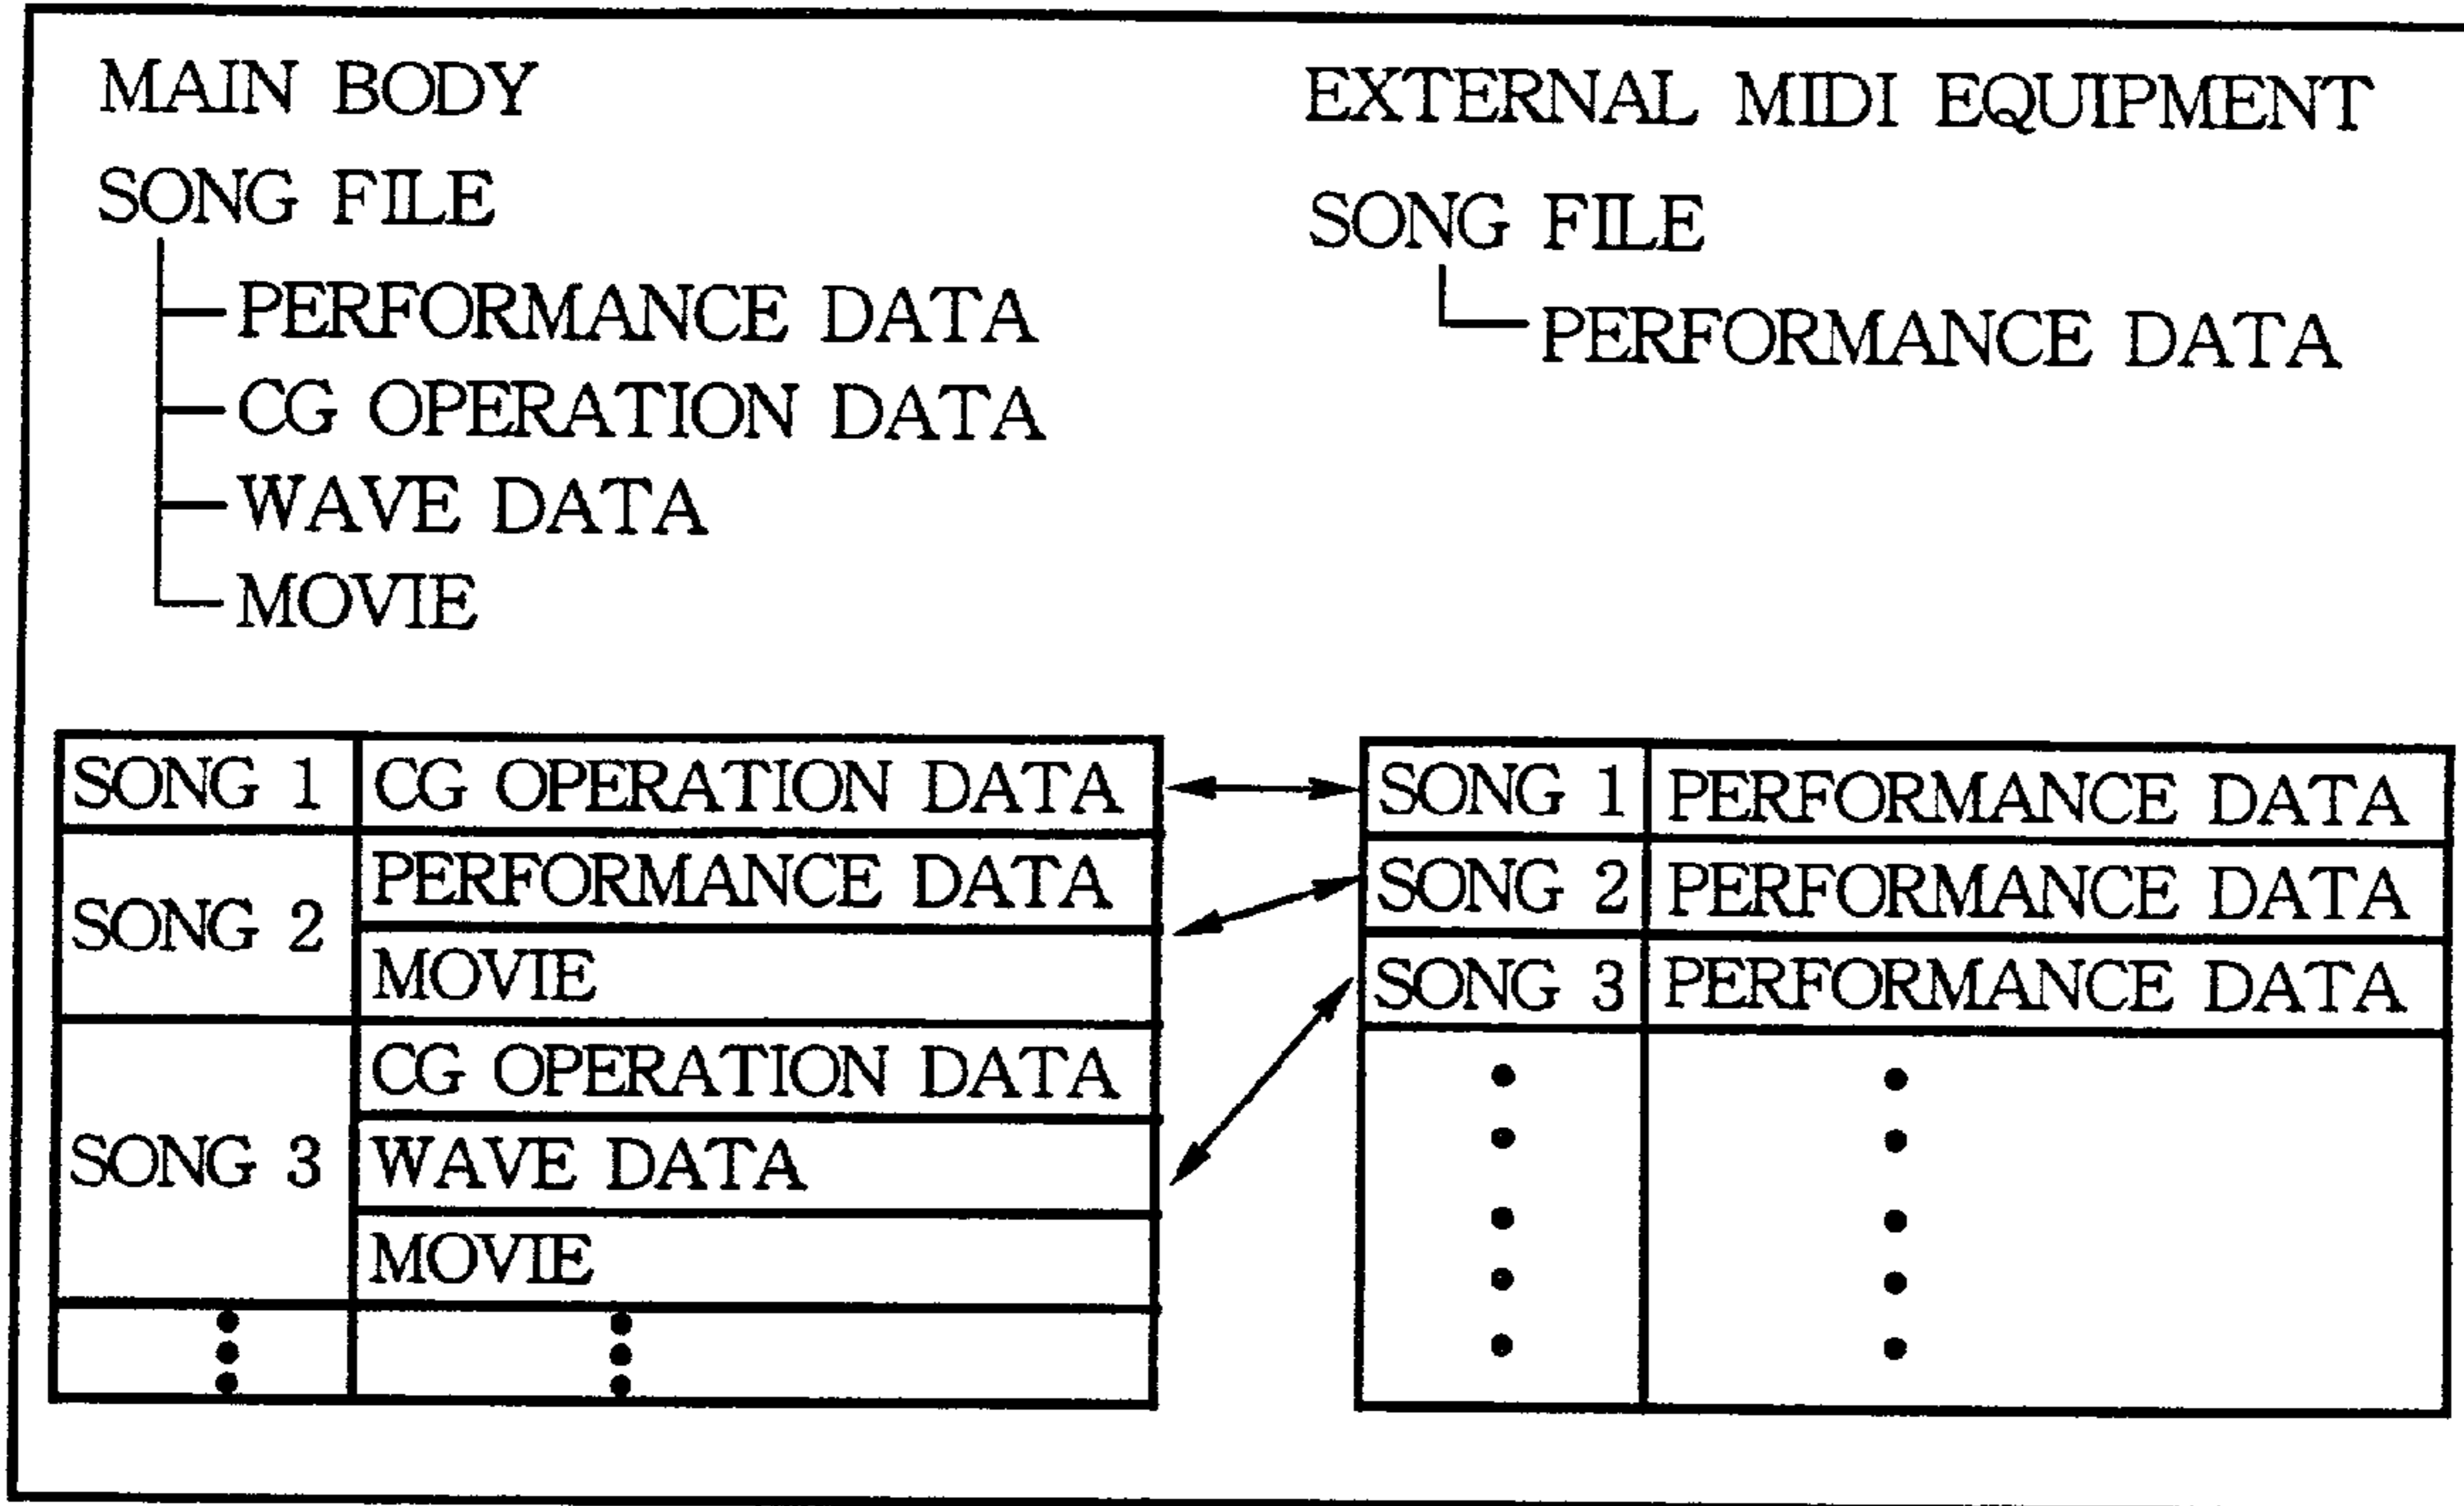 MAIN BODY
SONG FILE
PERFORMANCE DATA
CG OPERATION DATA
WAVE DATA
MOVIE
EXTERNAL MIDI EQUIPMENT
SONG FILE
PERFORMANCE DATA
SONG 1 CG OPERATION DATA
SONG 2 PERFORMANCE DATA
MOVIE
SONG 3 CG OPERATION DATA
WAVE DATA
MOVIE
SONG 1 PERFORMANCE DATA
SONG 2 PERFORMANCE DATA
SONG 3 PERFORMANCE DATA